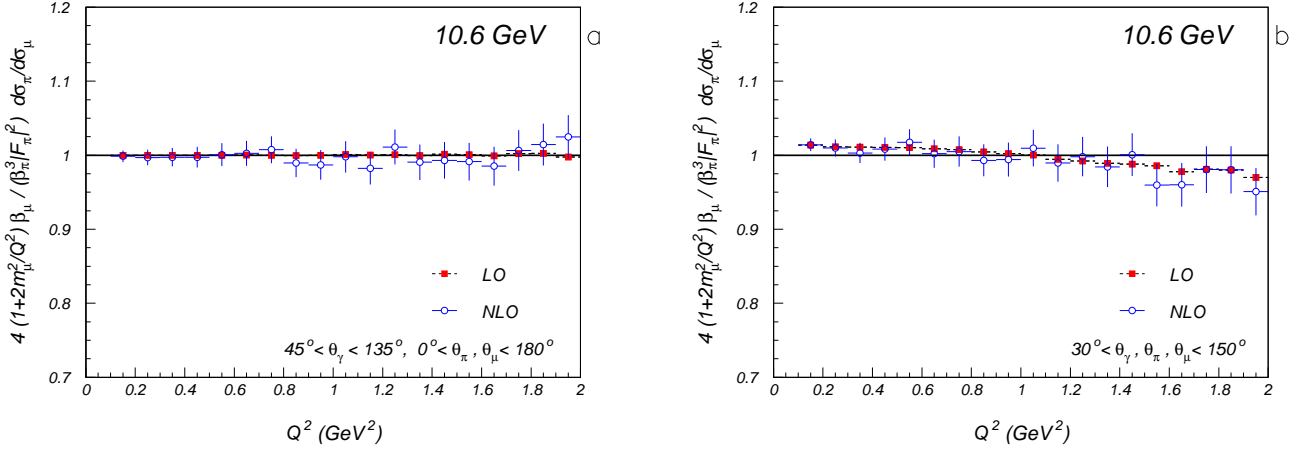 10.6 GeV
a
4 (1+2m²_μ/Q²) β_μ / (β³_π|F_π|²) dσ_π/dσ_μ
1.2
1.1
1
0.9
0.8
0.7
LO
NLO
45°< θ_γ < 135°, 0°< θ_π , θ_μ < 180°
0 0.2 0.4 0.6 0.8 1 1.2 1.4 1.6 1.8 2
Q² (GeV²)
10.6 GeV
b
4 (1+2m²_μ/Q²) β_μ / (β³_π|F_π|²) dσ_π/dσ_μ
1.2
1.1
1
0.9
0.8
0.7
LO
NLO
30°< θ_γ , θ_π , θ_μ < 150°
0 0.2 0.4 0.6 0.8 1 1.2 1.4 1.6 1.8 2
Q² (GeV²)